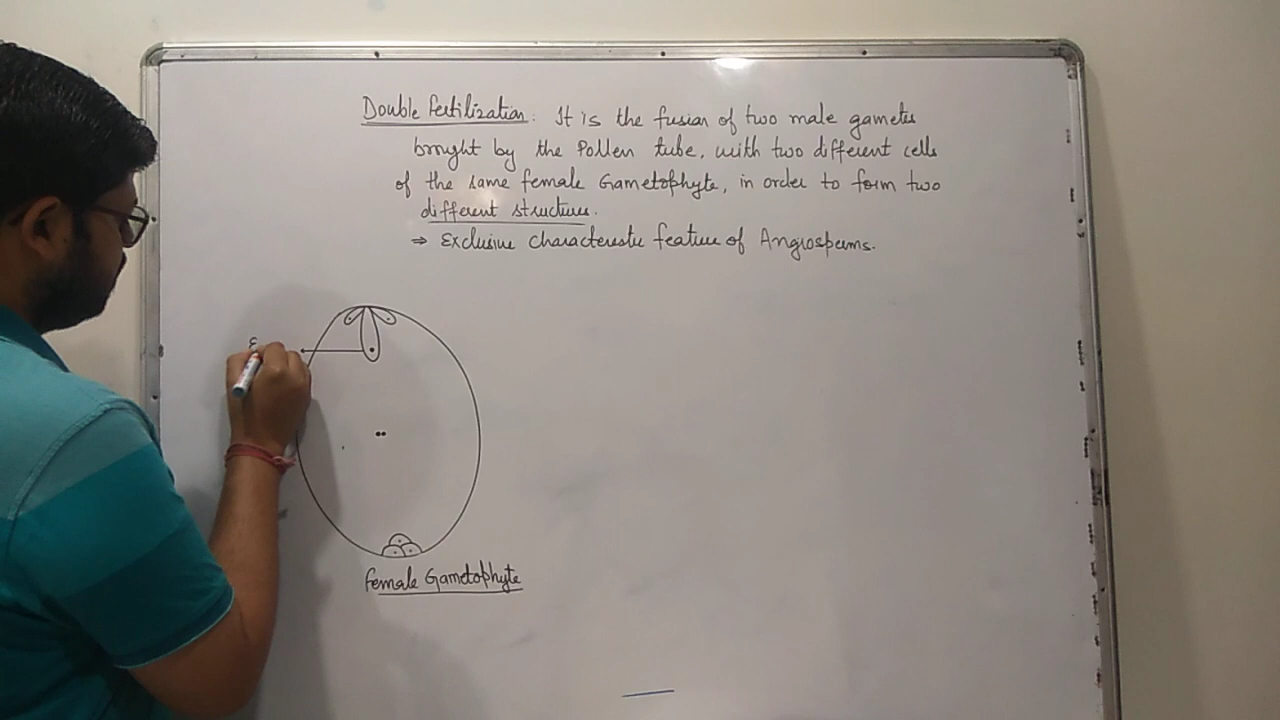 Double Fertilization: It is the fusion of two male gametes
brought by the Pollen tube, with two different cells
of the same female Gametophyte, in order to form two
different structures.
⇒ Exclusive characteristic feature of Angiosperms.
E
Female Gametophyte